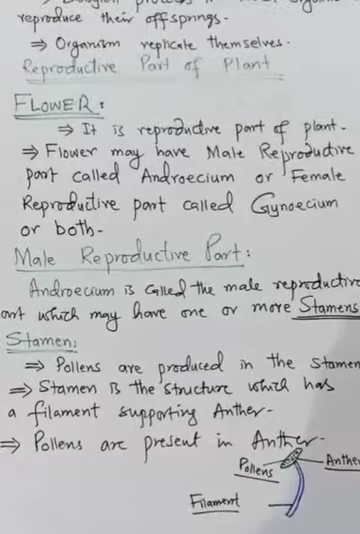 reproduce their offsprings.
⇒ Organism replicate themselves.
Reproductive Part of Plant
FLOWER:
⇒ It is reproductive part of plant.
⇒ Flower may have Male Reproductive
part called Androecium or Female
Reproductive part called Gynoecium
or both-
Male Reproductive Part:
Androecium is called the male reproductive
art which may have one or more Stamens
Stamen:
⇒ Pollens are produced in the stamen
⇒ Stamen is the structure which has
a filament supporting Anther-
⇒ Pollens are present in Anther-
Pollens
Anthe
Filament